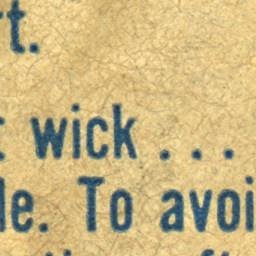 rt.
wick . . .
le. To avoi